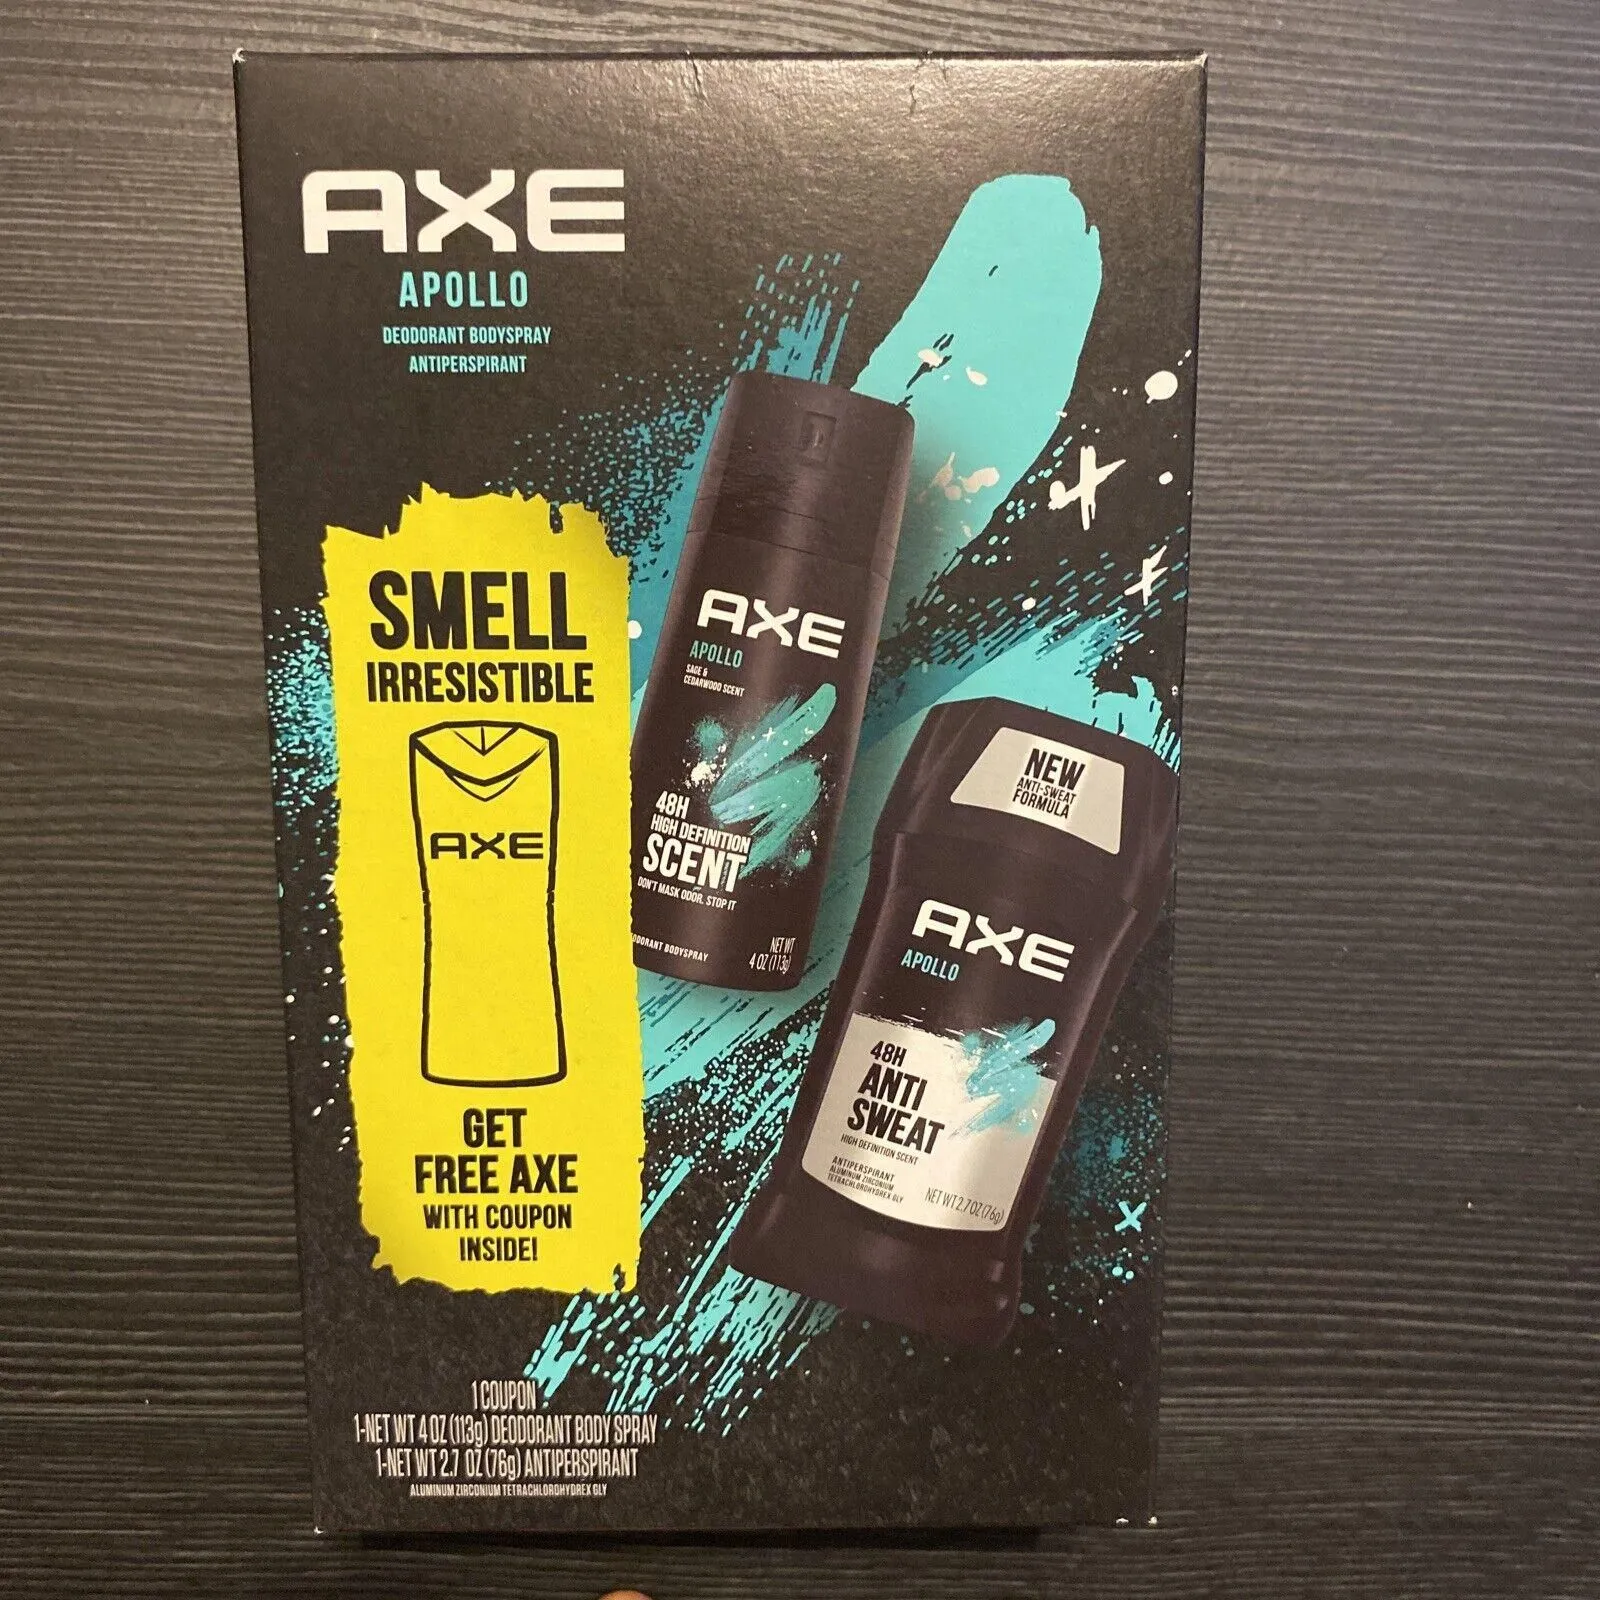 AXE
APOLLO
DEODORANT BODYSPRAY
ANTIPERSPIRANT
SMELL
IRRESISTIBLE
AXE
GET
FREE AXE
WITH COUPON
INSIDE!
AXE
APOLLO
SAGE &
CEDARWOOD SCENT
48H
HIGH DEFINITION
SCENT
DON'T MASK ODOR. STOP IT
ODORANT BODYSPRAY
NET WT
4 OZ (113g)
NEW
ANTI-SWEAT
FORMULA
AXE
APOLLO
48H
ANTI
SWEAT
HIGH DEFINITION SCENT
ANTIPERSPIRANT
ALUMINUM ZIRCONIUM
TETRACHLOROHYDREX GLY
NET WT 2.7 OZ (76g)
1 COUPON
1-NET WT 4 OZ (113g) DEODORANT BODY SPRAY
1-NET WT 2.7 OZ (76g) ANTIPERSPIRANT
ALUMINUM ZIRCONIUM TETRACHLOROHYDREX GLY